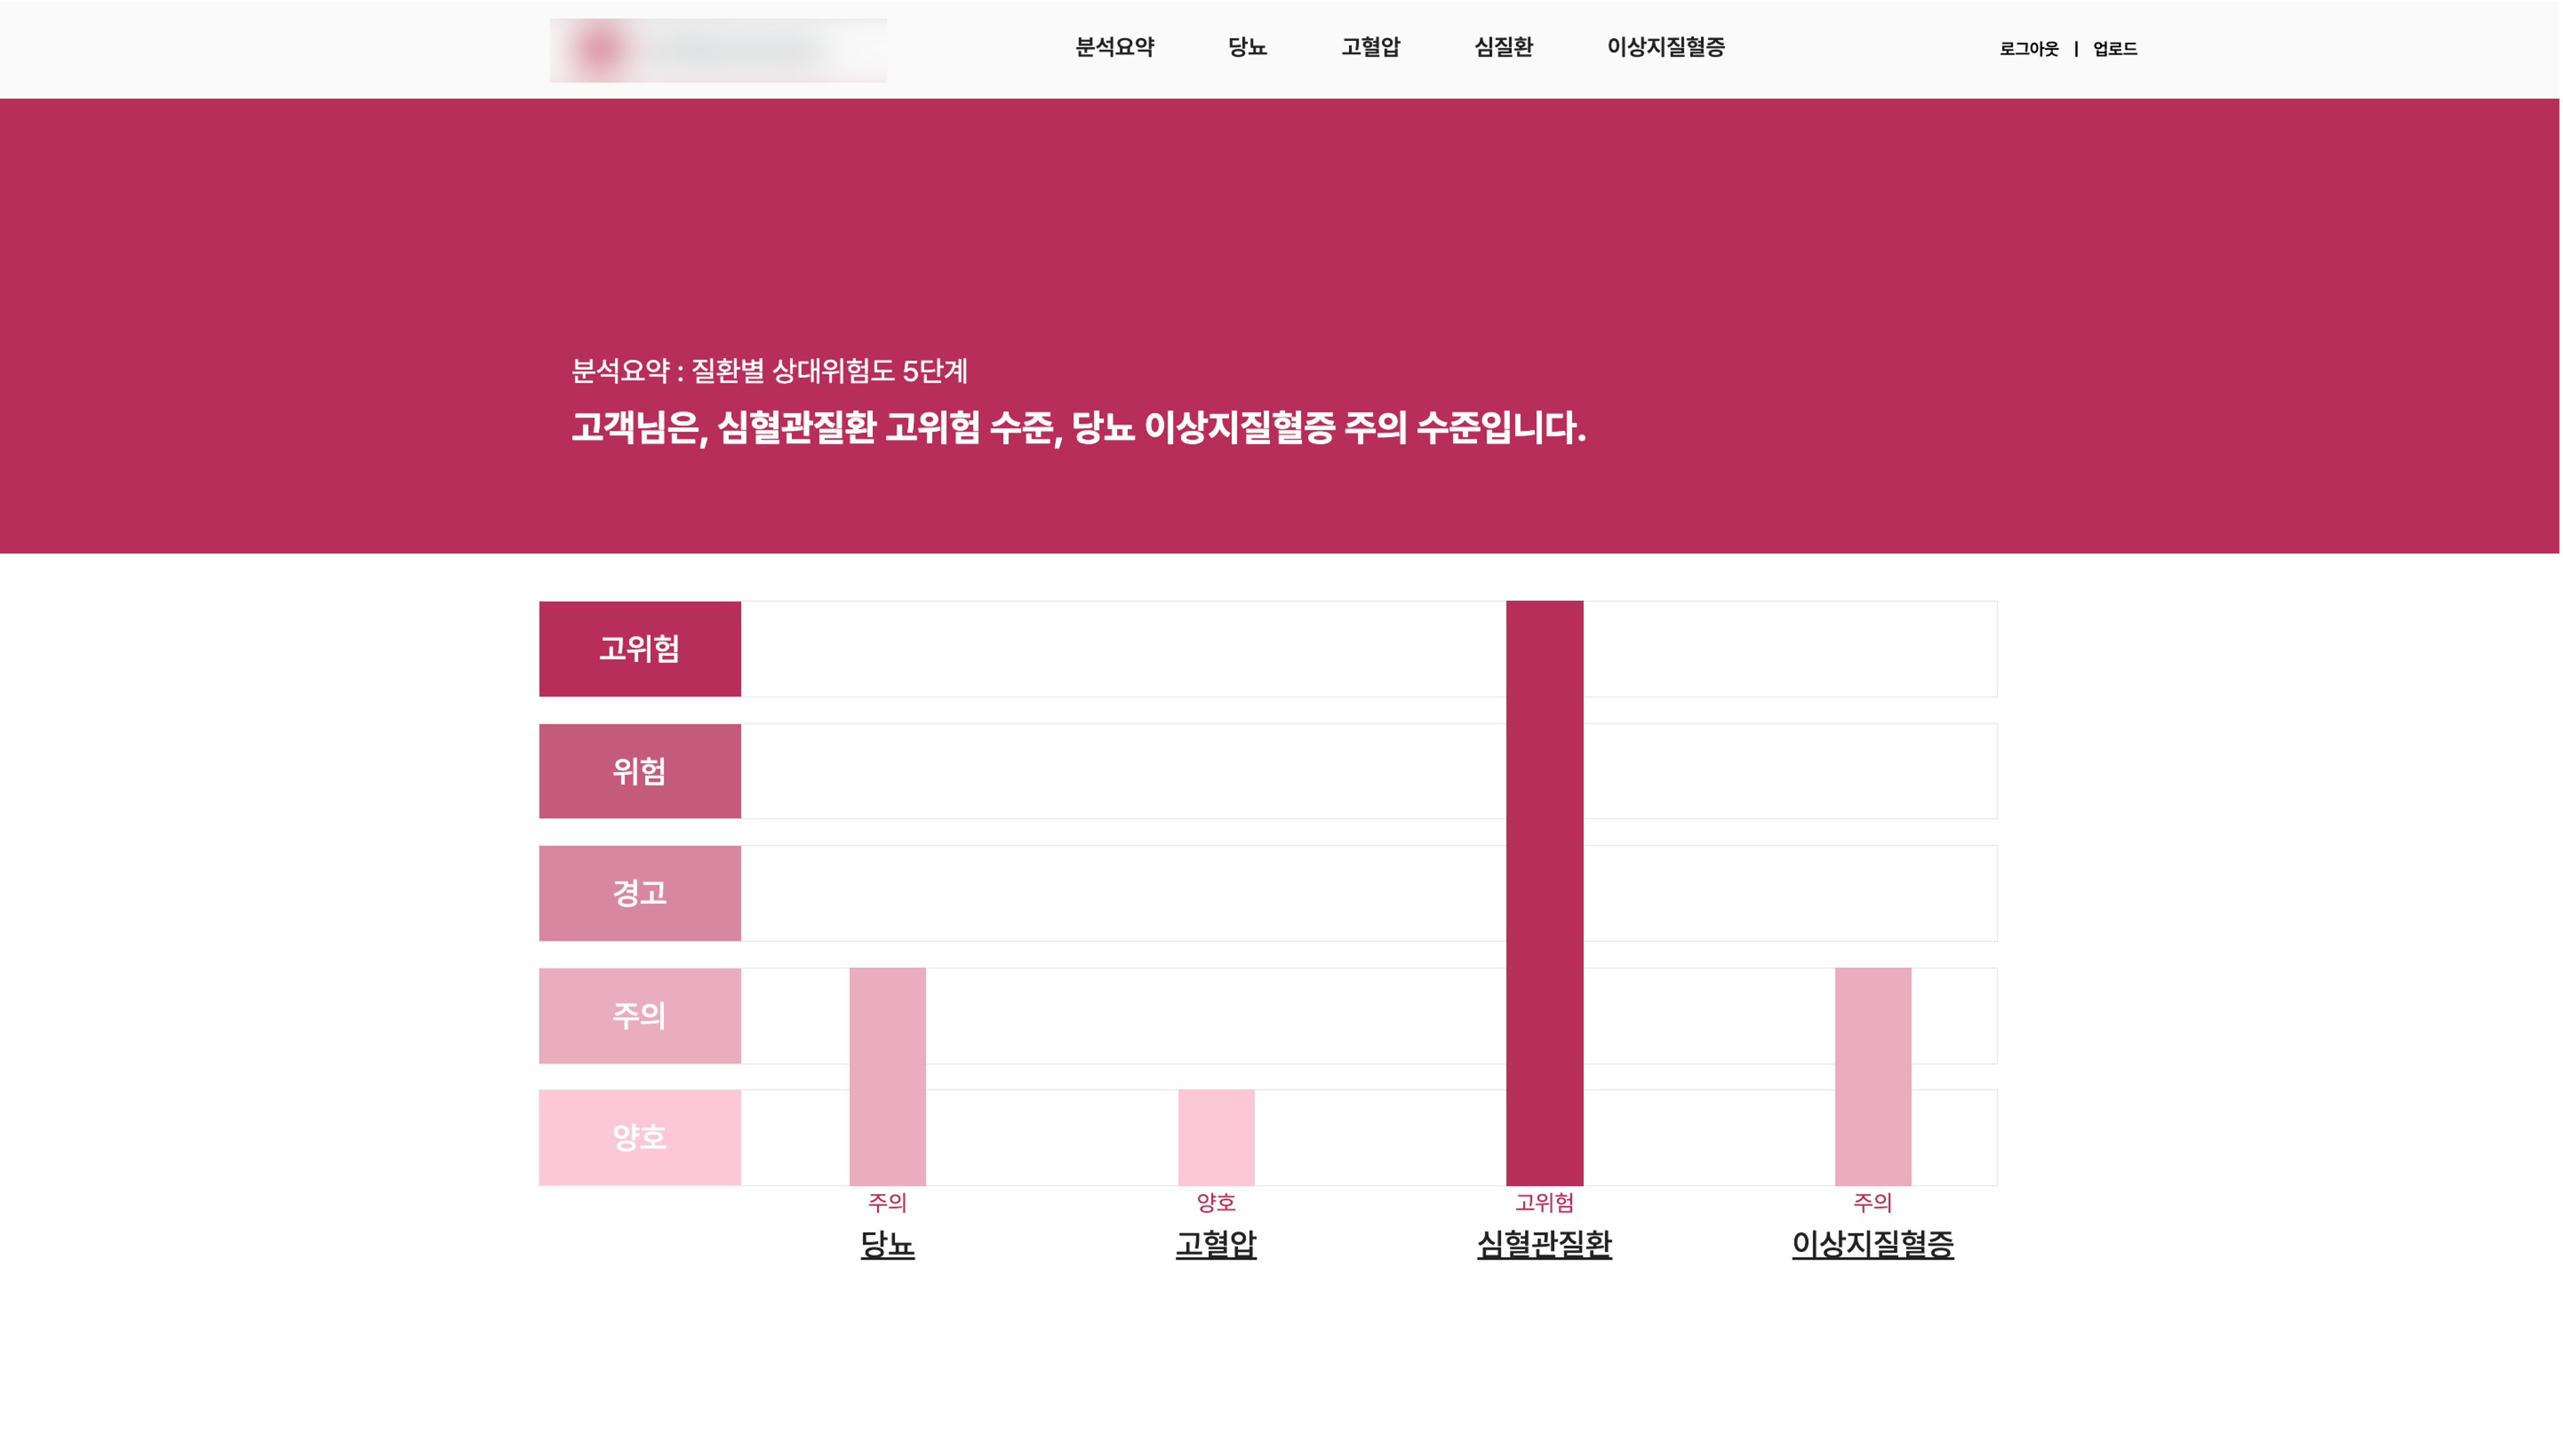 분석요약 당뇨 고혈압 심질환 이상지질혈증 로그아웃 | 업로드
분석요약 : 질환별 상대위험도 5단계
고객님은, 심혈관질환 고위험 수준, 당뇨 이상지질혈증 주의 수준입니다.
고위험
위험
경고
주의
양호
주의 양호 고위험 주의
당뇨 고혈압 심혈관질환 이상지질혈증